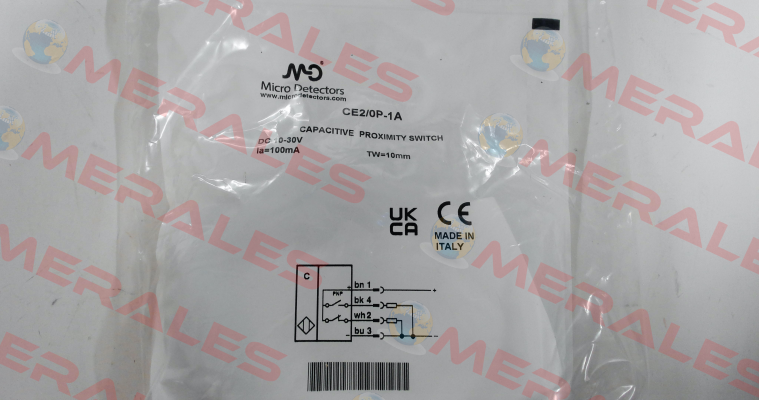 MD
Micro Detectors
www.microdetectors.com
CE2/0P-1A
CAPACITIVE PROXIMITY SWITCH
DC 10-30V
Ia=100mA
TW=10mm
UK
CA
CE
MADE IN
ITALY
C
PNP
+ bn 1 +
bk 4
wh 2
- bu 3 -
MERALES
MERALES
MERALES
MERALES
MERALES
MERALES
MERALES